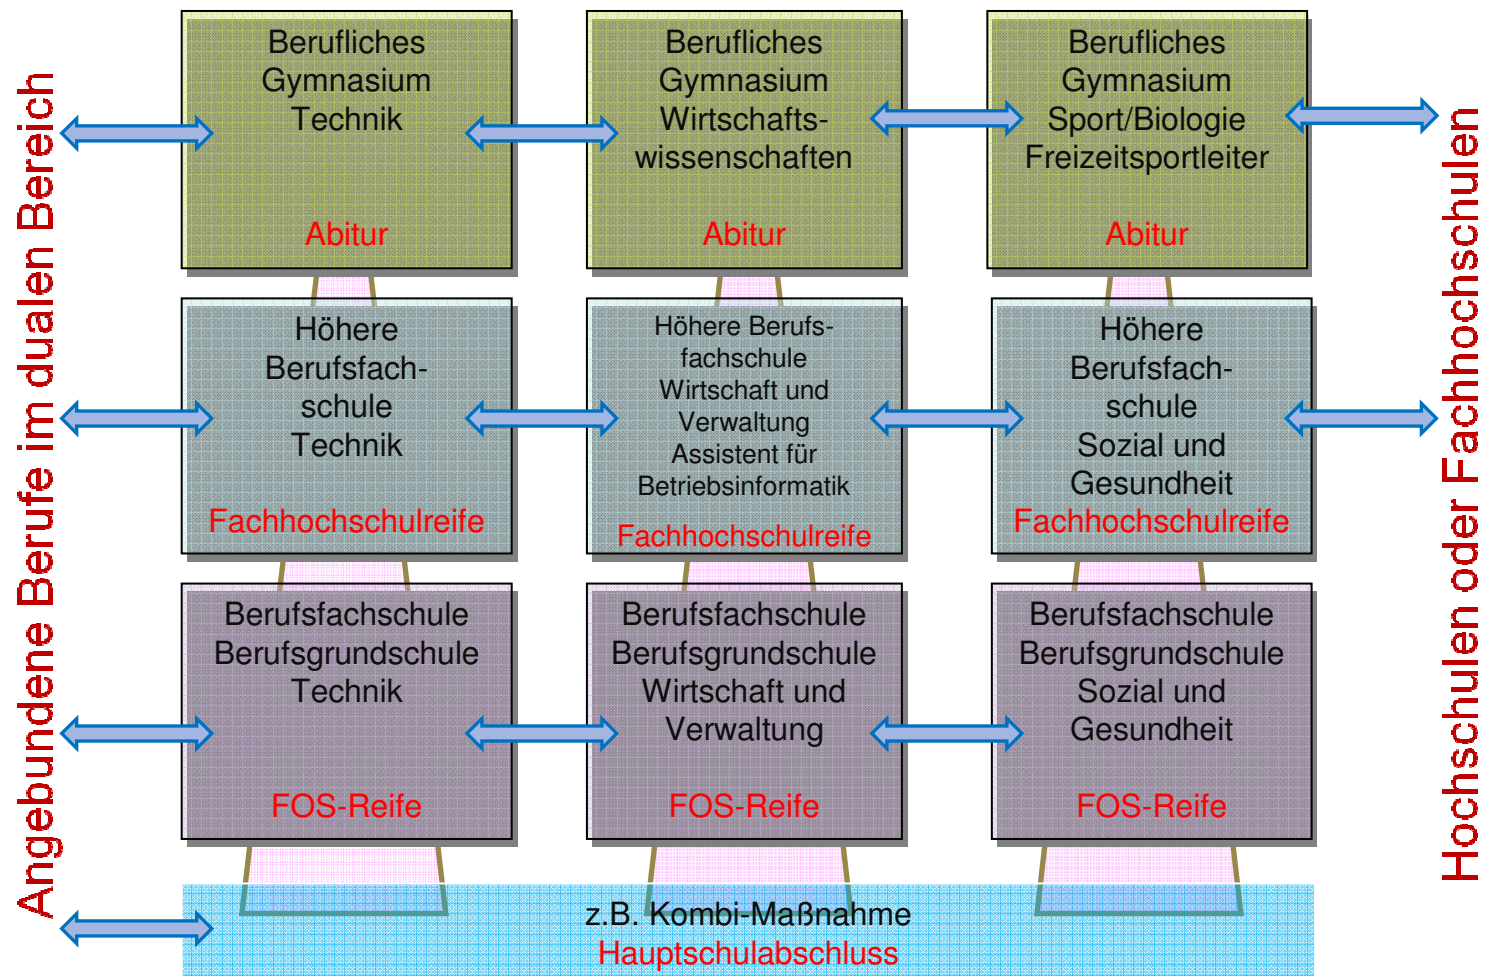 Angebundene Berufe im dualen Bereich
Berufliches
Gymnasium
Technik
Abitur
Berufliches
Gymnasium
Wirtschafts-
wissenschaften
Abitur
Berufliches
Gymnasium
Sport/Biologie
Freizeitsportleiter
Abitur
Höhere
Berufsfach-
schule
Technik
Fachhochschulreife
Höhere Berufs-
fachschule
Wirtschaft und
Verwaltung
Assistent für
Betriebsinformatik
Fachhochschulreife
Höhere
Berufsfach-
schule
Sozial und
Gesundheit
Fachhochschulreife
Berufsfachschule
Berufsgrundschule
Technik
FOS-Reife
Berufsfachschule
Berufsgrundschule
Wirtschaft und
Verwaltung
FOS-Reife
Berufsfachschule
Berufsgrundschule
Sozial und
Gesundheit
FOS-Reife
z.B. Kombi-Maßnahme
Hauptschulabschluss
Hochschulen oder Fachhochschulen